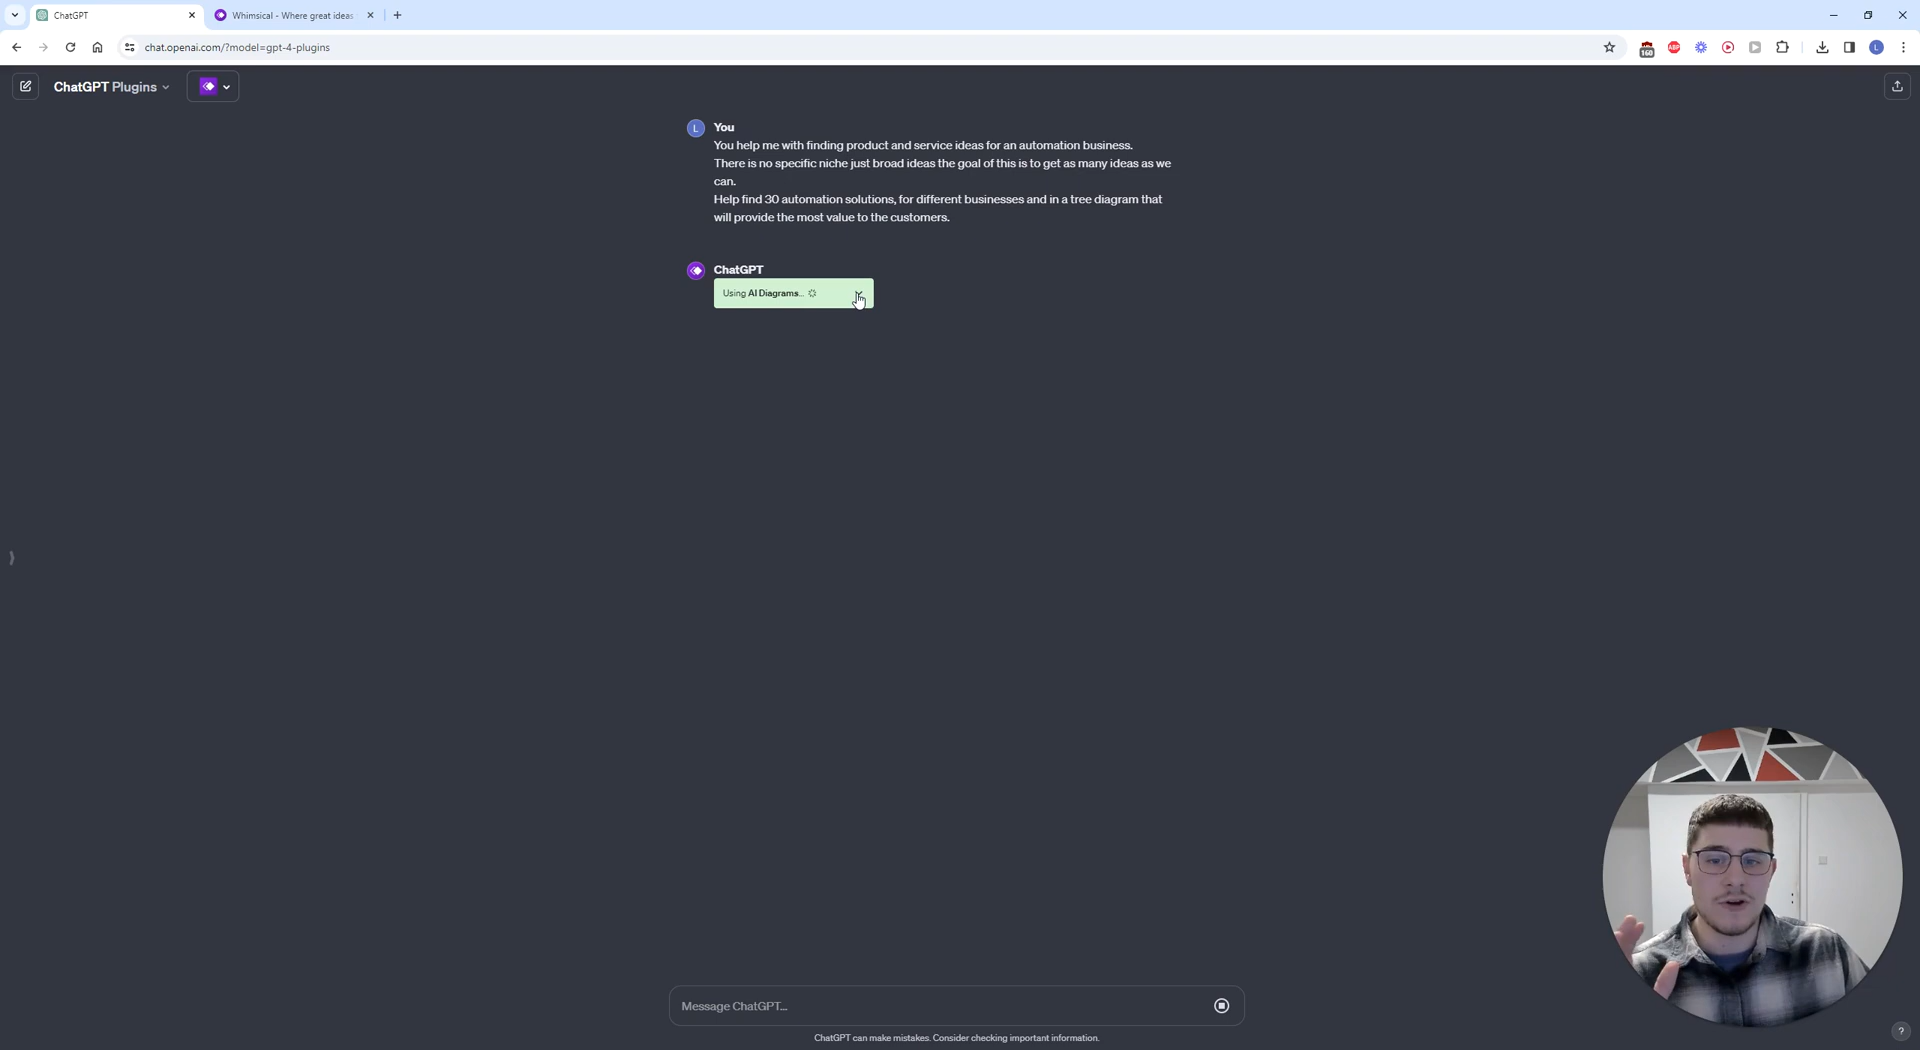 ChatGPT
Whimsical - Where great ideas
chat.openai.com/?model=gpt-4-plugins
160
ABP
L
ChatGPT Plugins
L
You
You help me with finding product and service ideas for an automation business.
There is no specific niche just broad ideas the goal of this is to get as many ideas as we
can.
Help find 30 automation solutions, for different businesses and in a tree diagram that
will provide the most value to the customers.
ChatGPT
Using AI Diagrams...
Message ChatGPT...
ChatGPT can make mistakes. Consider checking important information.
?